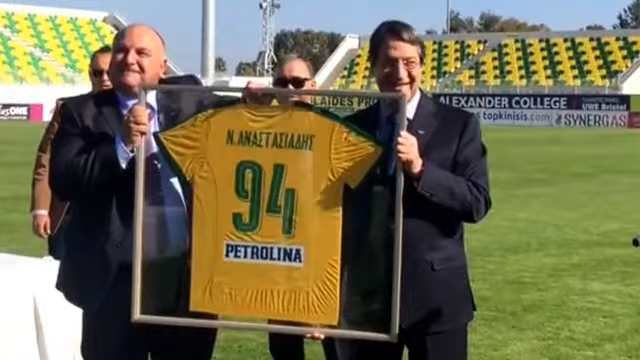 ALEXANDER COLLEGE
UWE Bristol
topkinisis.com
SYNERGAS
Ν. ΑΝΑΣΤΑΣΙΑΔΗΣ
94
PETROLINA